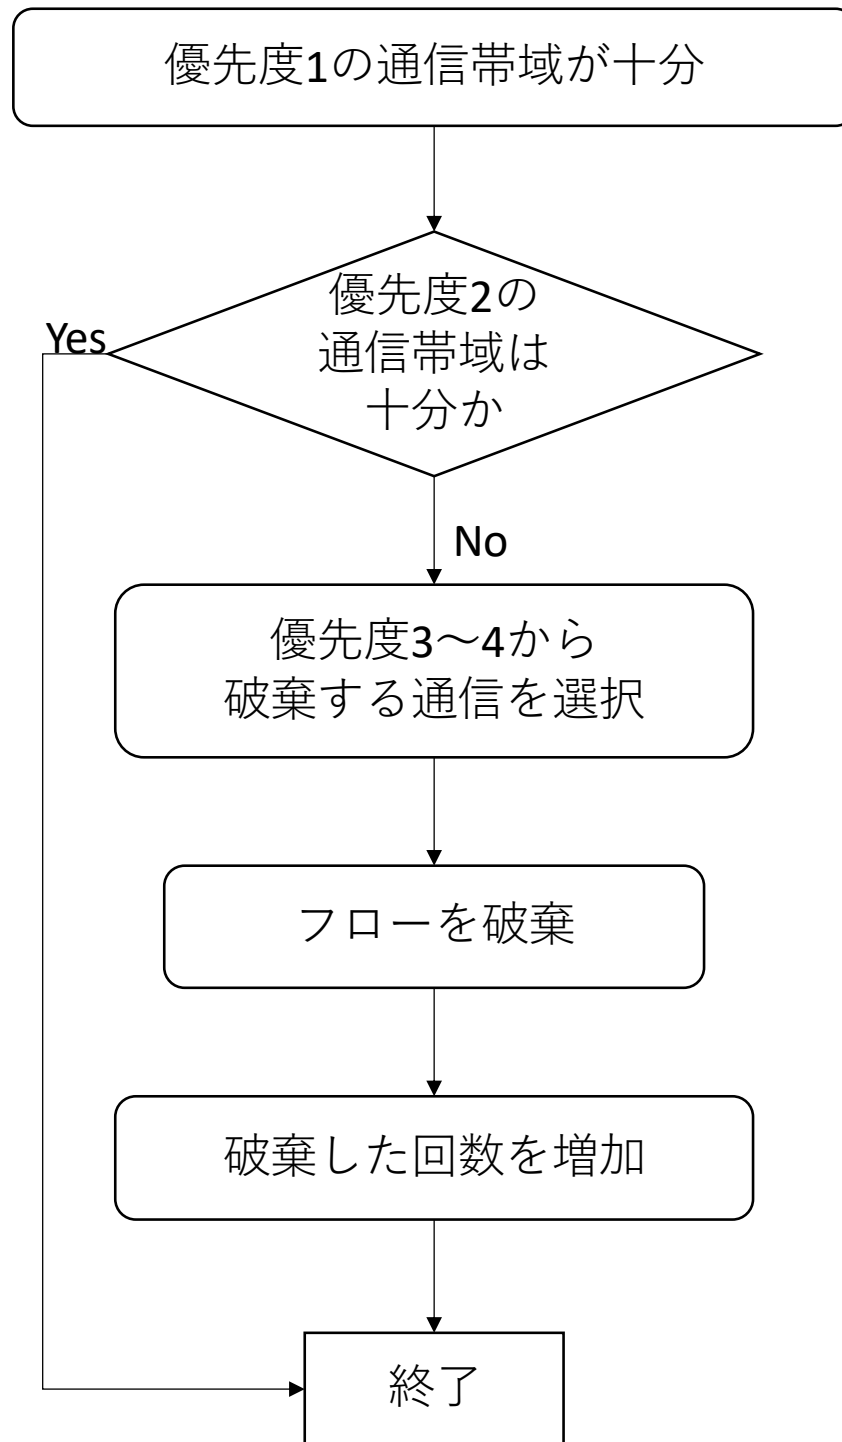 優先度1の通信帯域が十分
優先度2の
通信帯域は
十分か
Yes
No
優先度3～4から
破棄する通信を選択
フローを破棄
破棄した回数を増加
終了